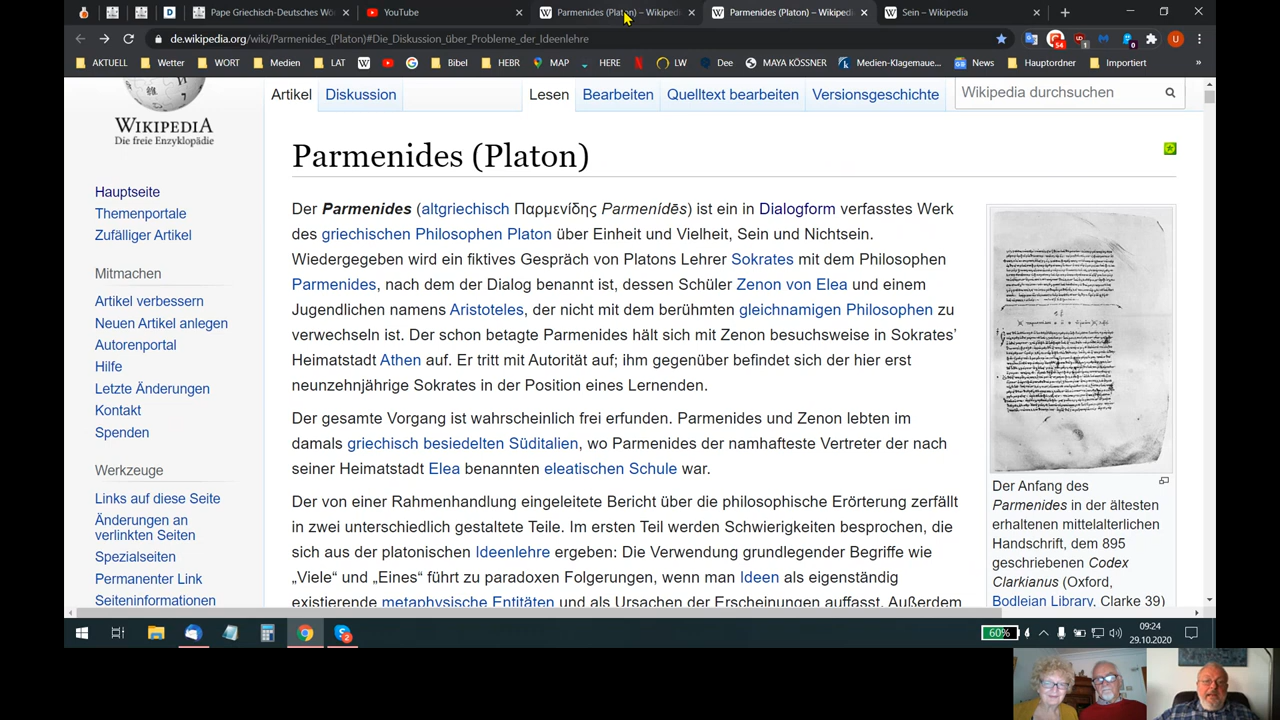 Pape Griechisch-Deutsches Wö
YouTube
Parmenides (Platon) – Wikipedi
Parmenides (Platon) – Wikipedi
Sein – Wikipedia
de.wikipedia.org/wiki/Parmenides_(Platon)#Die_Diskussion_über_Probleme_der_Ideenlehre
AKTUELL Wetter WORT Medien LAT Bibel HEBR MAP HERE LW Dee MAYA KÖSSNER Medien-Klagemaue... News Hauptordner Importiert »
WIKIPEDIA
Die freie Enzyklopädie
Hauptseite
Themenportale
Zufälliger Artikel
Mitmachen
Artikel verbessern
Neuen Artikel anlegen
Autorenportal
Hilfe
Letzte Änderungen
Kontakt
Spenden
Werkzeuge
Links auf diese Seite
Änderungen an
verlinkten Seiten
Spezialseiten
Permanenter Link
Seiteninformationen
Artikel Diskussion Lesen Bearbeiten Quelltext bearbeiten Versionsgeschichte Wikipedia durchsuchen
Parmenides (Platon)
Der Parmenides (altgriechisch Παρμενίδης Parmenídēs) ist ein in Dialogform verfasstes Werk
des griechischen Philosophen Platon über Einheit und Vielheit, Sein und Nichtsein.
Wiedergegeben wird ein fiktives Gespräch von Platons Lehrer Sokrates mit dem Philosophen
Parmenides, nach dem der Dialog benannt ist, dessen Schüler Zenon von Elea und einem
Jugendlichen namens Aristoteles, der nicht mit dem berühmten gleichnamigen Philosophen zu
verwechseln ist. Der schon betagte Parmenides hält sich mit Zenon besuchsweise in Sokrates’
Heimatstadt Athen auf. Er tritt mit Autorität auf; ihm gegenüber befindet sich der hier erst
neunzehnjährige Sokrates in der Position eines Lernenden.
Der gesamte Vorgang ist wahrscheinlich frei erfunden. Parmenides und Zenon lebten im
damals griechisch besiedelten Süditalien, wo Parmenides der namhafteste Vertreter der nach
seiner Heimatstadt Elea benannten eleatischen Schule war.
Der von einer Rahmenhandlung eingeleitete Bericht über die philosophische Erörterung zerfällt
in zwei unterschiedlich gestaltete Teile. Im ersten Teil werden Schwierigkeiten besprochen, die
sich aus der platonischen Ideenlehre ergeben: Die Verwendung grundlegender Begriffe wie
„Viele“ und „Eines“ führt zu paradoxen Folgerungen, wenn man Ideen als eigenständig
existierende metaphysische Entitäten und als Ursachen der Erscheinungen auffasst. Außerdem
Der Anfang des
Parmenides in der ältesten
erhaltenen mittelalterlichen
Handschrift, dem 895
geschriebenen Codex
Clarkianus (Oxford,
Bodleian Library, Clarke 39)
60%
09:24
29.10.2020